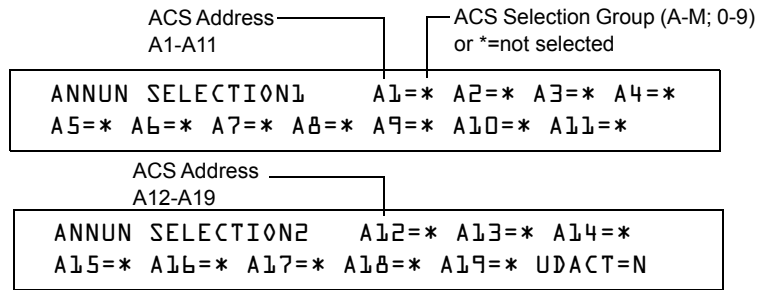 ACS Address
A1-A11
ACS Selection Group (A-M; 0-9)
or *=not selected
ANNUN SELECTION1 A1=* A2=* A3=* A4=*
A5=* A6=* A7=* A8=* A9=* A10=* A11=*
ACS Address
A12-A19
ANNUN SELECTION2 A12=* A13=* A14=*
A15=* A16=* A17=* A18=* A19=* UDACT=N